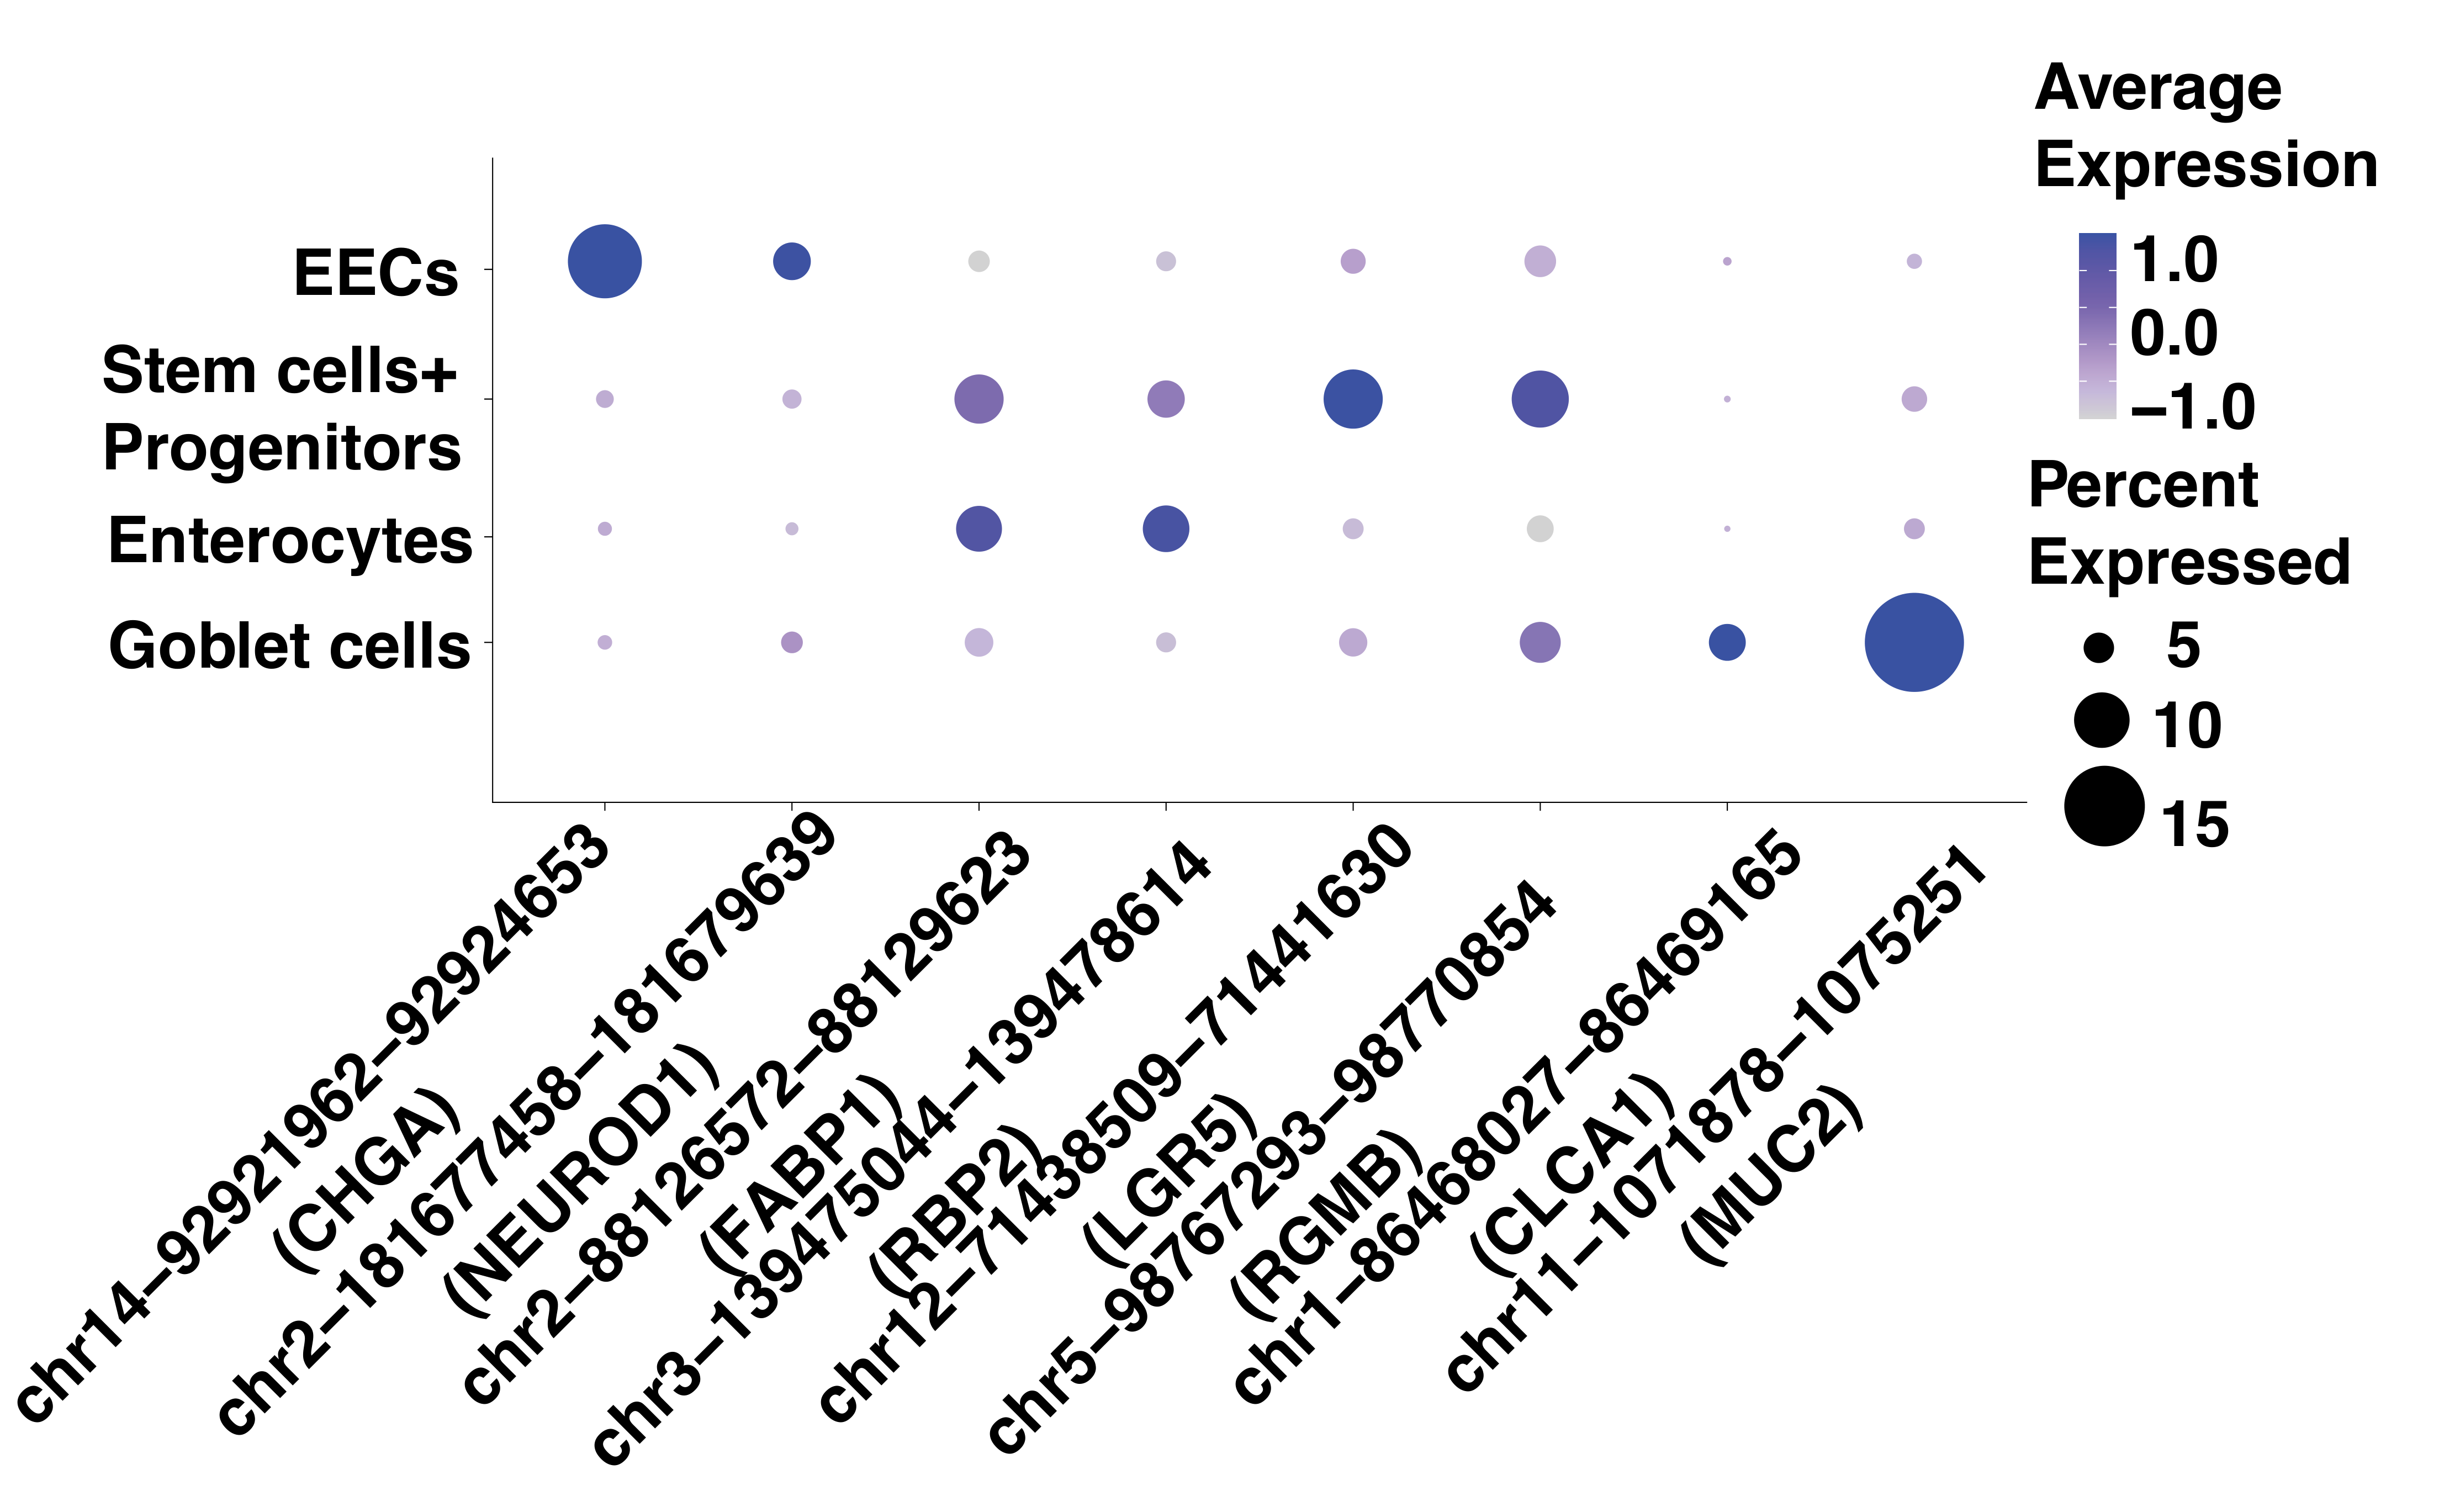 Average
Expression
1.0
0.0
−1.0
Percent
Expressed
5
10
15
EECs
Stem cells+
Progenitors
Enterocytes
Goblet cells
chr14−92921962−92924653
(CHGA)
chr2−181677458−181679639
(NEUROD1)
chr2−88126572−88129623
(FABP1)
chr3−139475044−139478614
(RBP2)
chr12−71438509−71441630
(LGR5)
chr5−98767293−98770854
(RGMB)
chr1−86468027−86469165
(CLCA1)
chr11−1071878−1075251
(MUC2)